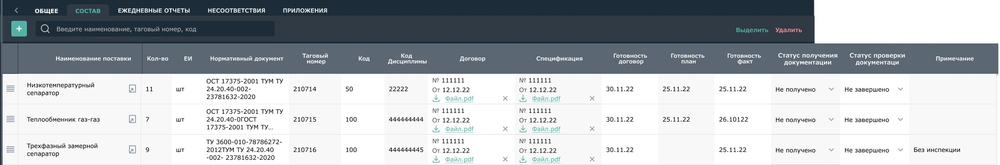 ОБЩЕЕ СОСТАВ ЕЖЕДНЕВНЫЕ ОТЧЕТЫ НЕСООТВЕТСТВИЯ ПРИЛОЖЕНИЯ
+ Введите наименование, таговый номер, код Выделить Удалить
Наименование поставки
Кол-во
ЕИ
Нормативный документ
Таговый
номер
Код
Код
Дисциплины
Договор
Спецификация
Готовность
договор
Готовность
план
Готовность
факт
Статус получения
документации
Статус проверки
документаци
Примечание
Низкотемпературный
сепаратор
11
шт
ОСТ 17375-2001 ТУМ ТУ
24.20.40-002-
23781632-2020
210714
50
22222
№ 111111
От 12.12.22
Файл.pdf
№ 111111
От 12.12.22
Файл.pdf
30.11.22
25.11.22
25.11.22
Не получено
Не завершено
Теплообменник газ-газ
7
шт
ОСТ 17375-2001 ТУМ ТУ
24.20.40-0ГОСТ
17375-2001 ТУМ ТУ...
210715
100
444444444
№ 111111
От 12.12.22
Файл.pdf
№ 111111
От 12.12.22
Файл.pdf
30.11.22
25.11.22
26.10122
Не получено
Не завершено
Трехфазный замерной
сепаратор
9
шт
ТУ 3600-010-78786272-
2012ТУМ ТУ 24.20.40
-002- 23781632-2020
210716
100
444444445
№ 111111
От 12.12.22
Файл.pdf
№ 111111
От 12.12.22
Файл.pdf
30.11.22
25.11.22
Не получено
Не завершено
Без инспекции